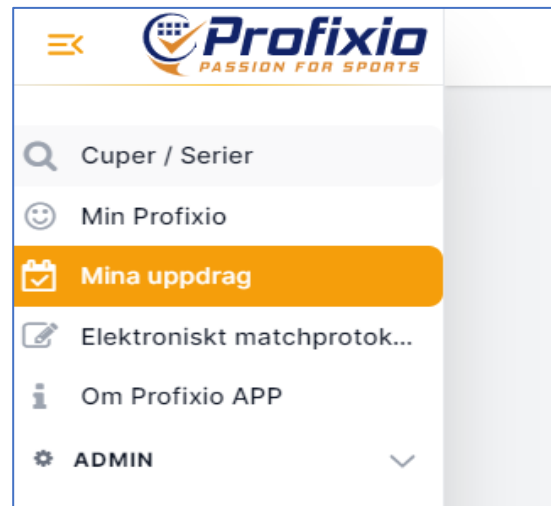 Profixio
PASSION FOR SPORTS
Cuper / Serier
Min Profixio
Mina uppdrag
Elektroniskt matchprotok...
Om Profixio APP
ADMIN